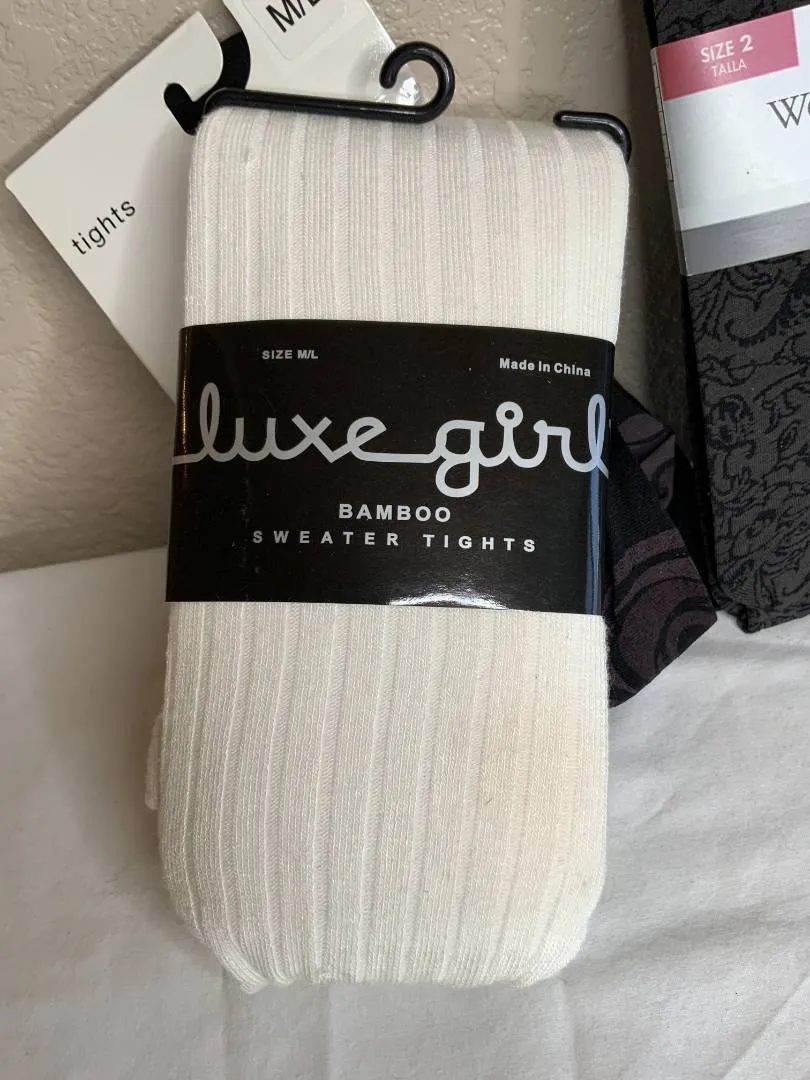 M/L
SIZE 2
TALLA
tights
SIZE M/L
Made In China
luxe girl
BAMBOO
SWEATER TIGHTS